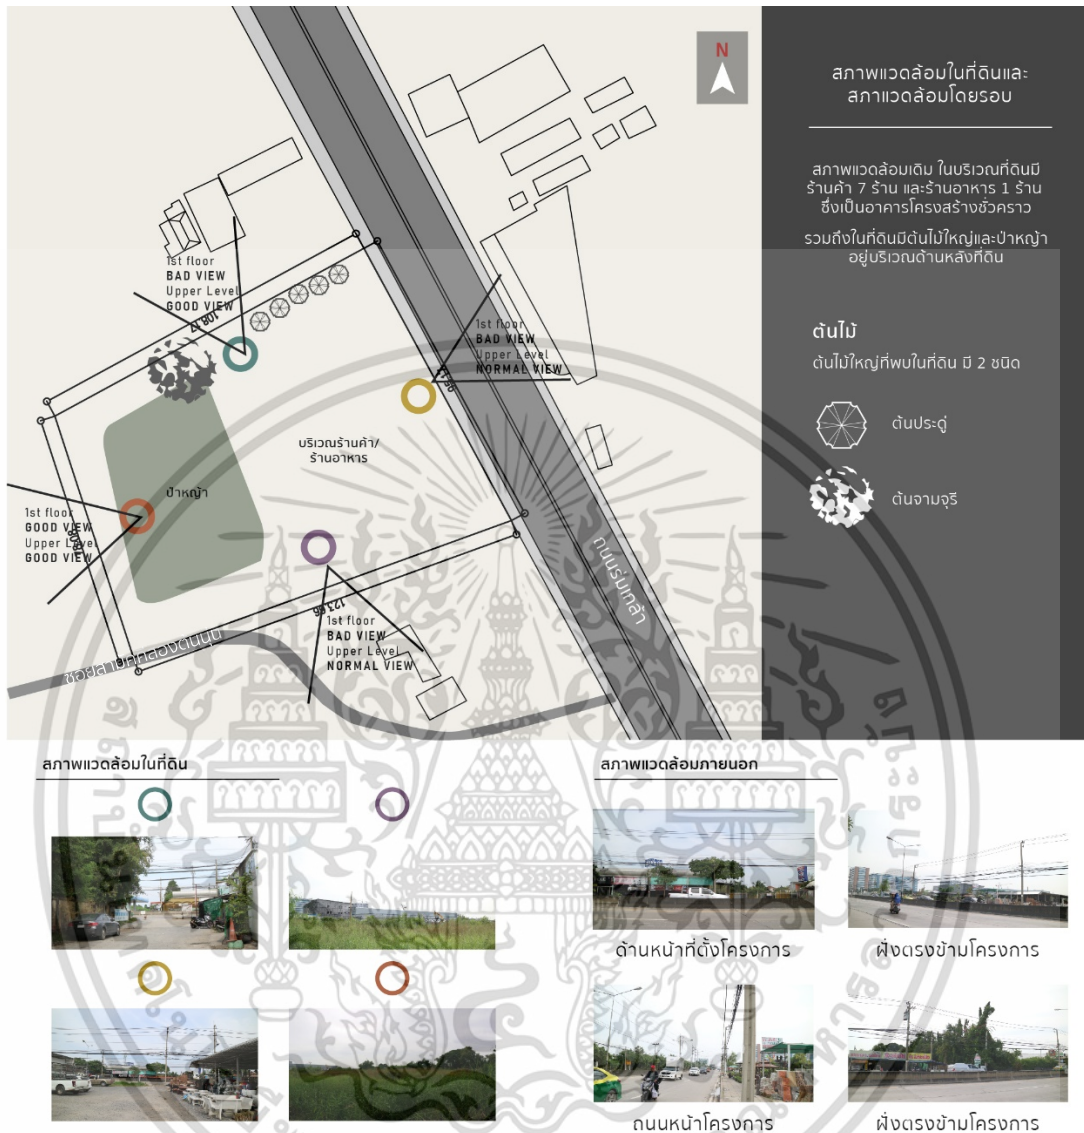 N
สภาพแวดล้อมในที่ดินและ
สภาแวดล้อมโดยรอบ
สภาพแวดล้อมเดิม ในบริเวณที่ดินมี
ร้านค้า 7 ร้าน และร้านอาหาร 1 ร้าน
ซึ่งเป็นอาคารโครงสร้างชั่วคราว
รวมถึงในที่ดินมีต้นไม้ใหญ่และป่าหญ้า
อยู่บริเวณด้านหลังที่ดิน
ต้นไม้
ต้นไม้ใหญ่ที่พบในที่ดิน มี 2 ชนิด
ต้นประดู่
ต้นจามจุรี
1st floor
BAD VIEW
Upper Level
GOOD VIEW
108.17
1st floor
BAD VIEW
Upper Level
NORMAL VIEW
บริเวณร้านค้า/
ร้านอาหาร
ป่าหญ้า
1st floor
GOOD VIEW
Upper Level
GOOD VIEW
123.66
1st floor
BAD VIEW
Upper Level
NORMAL VIEW
ถนนร่มเกล้า
สภาพแวดล้อมในที่ดิน
สภาพแวดล้อมภายนอก
ด้านหน้าที่ตั้งโครงการ
ฝั่งตรงข้ามโครงการ
ถนนหน้าโครงการ
ฝั่งตรงข้ามโครงการ